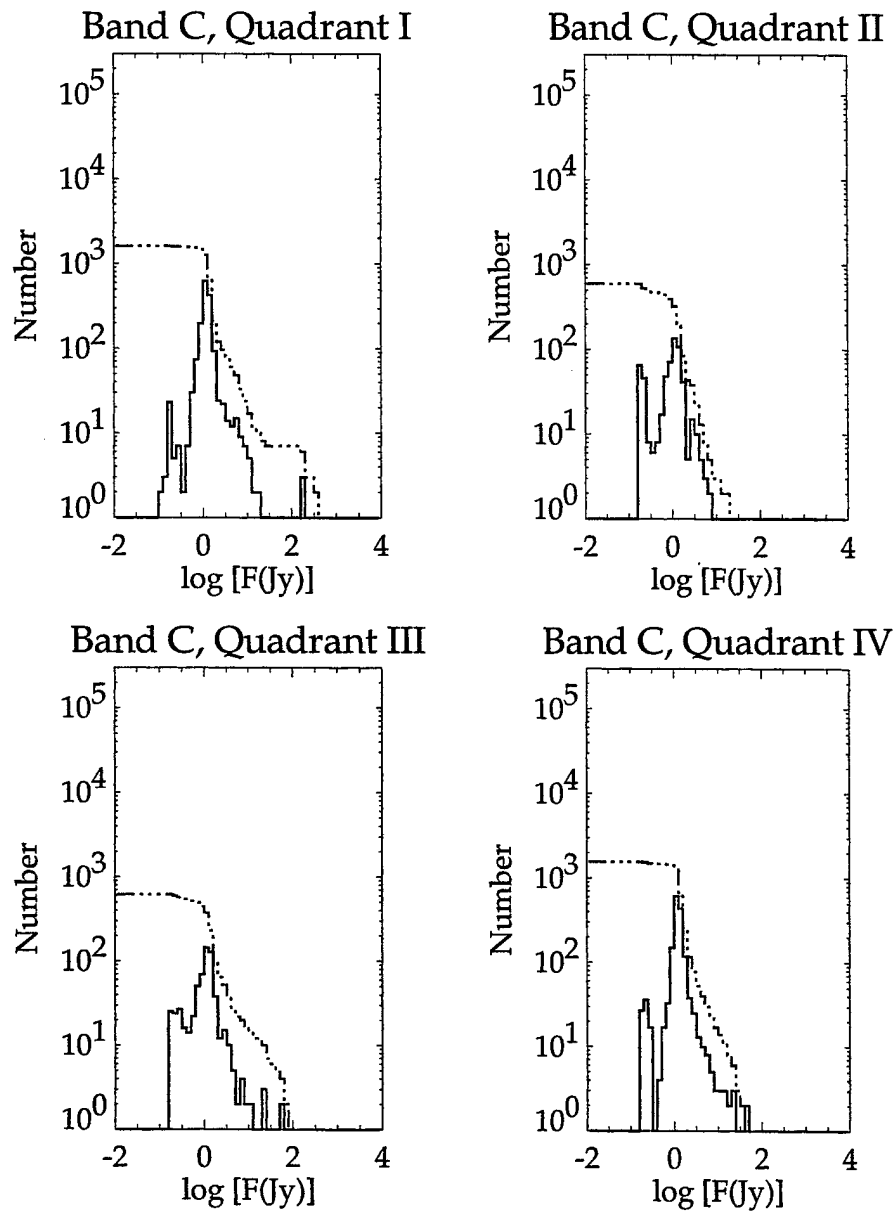 Band C, Quadrant I
Number
10^5
10^4
10^3
10^2
10^1
10^0
-2 0 2 4
log [F(Jy)]
Band C, Quadrant II
Number
10^5
10^4
10^3
10^2
10^1
10^0
-2 0 2 4
log [F(Jy)]
Band C, Quadrant III
Number
10^5
10^4
10^3
10^2
10^1
10^0
-2 0 2 4
log [F(Jy)]
Band C, Quadrant IV
Number
10^5
10^4
10^3
10^2
10^1
10^0
-2 0 2 4
log [F(Jy)]